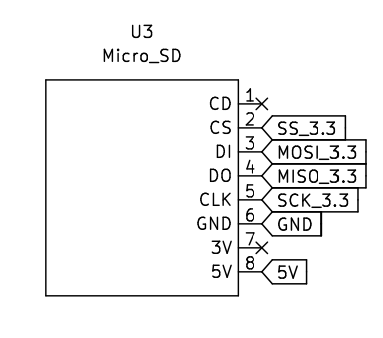 U3
Micro_SD
CD 1
CS 2 SS_3.3
DI 3 MOSI_3.3
DO 4 MISO_3.3
CLK 5 SCK_3.3
GND 6 GND
3V 7
5V 8 5V